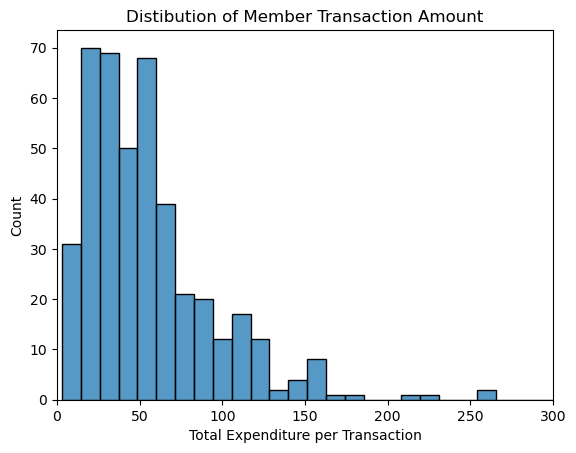 Distibution of Member Transaction Amount
70
60
50
40
30
20
10
0
Count
0 50 100 150 200 250 300
Total Expenditure per Transaction